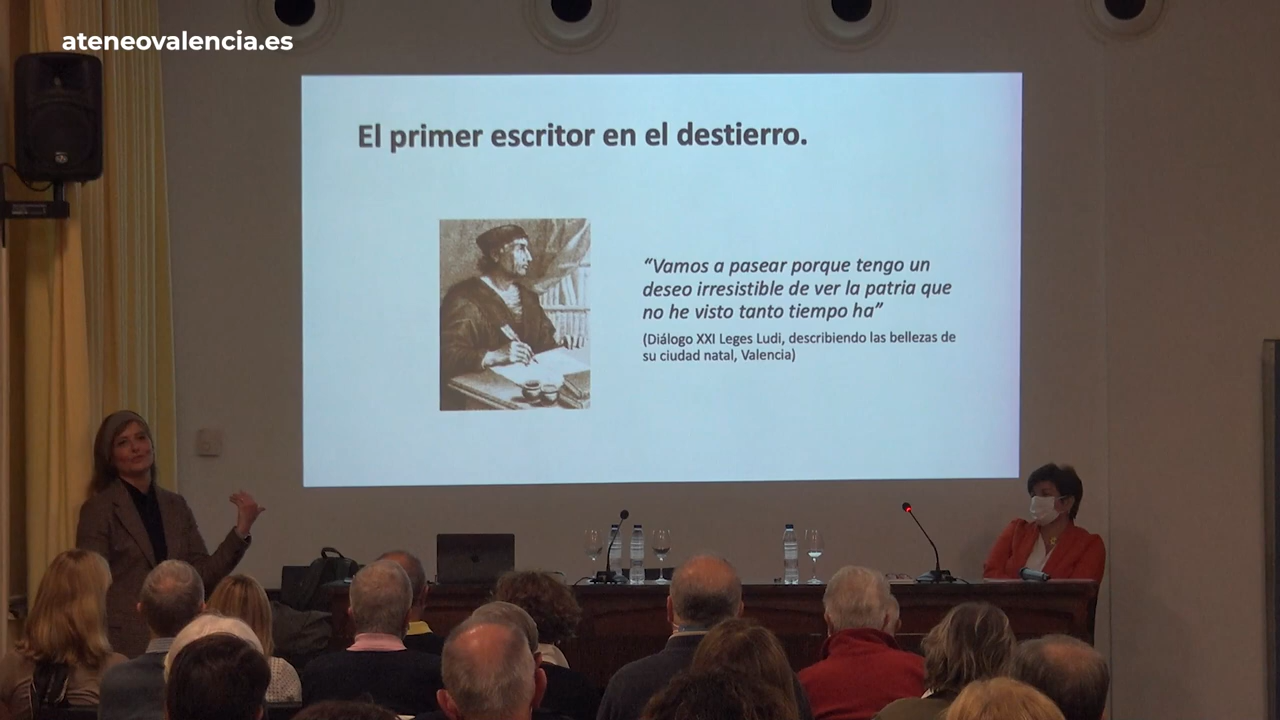 ateneovalencia.es
El primer escritor en el destierro.
“Vamos a pasear porque tengo un
deseo irresistible de ver la patria que
no he visto tanto tiempo ha”
(Diálogo XXI Leges Ludi, describiendo las bellezas de
su ciudad natal, Valencia)